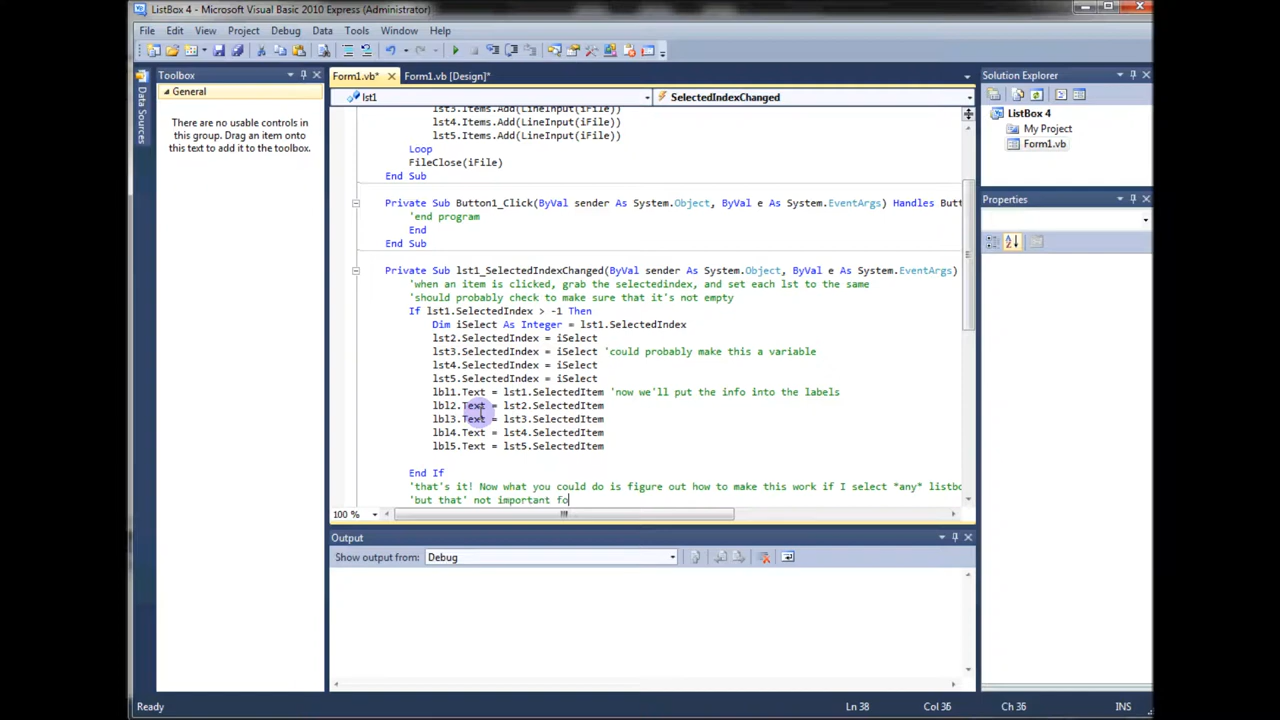 ListBox 4 - Microsoft Visual Basic 2010 Express (Administrator)
File Edit View Project Debug Data Tools Window Help
Toolbox
General
There are no usable controls in
this group. Drag an item onto
this text to add it to the toolbox.
Data Sources
Form1.vb* Form1.vb [Design]*
lst1 SelectedIndexChanged
lst3.Items.Add(LineInput(iFile))
lst4.Items.Add(LineInput(iFile))
lst5.Items.Add(LineInput(iFile))
Loop
FileClose(iFile)
End Sub
Private Sub Button1_Click(ByVal sender As System.Object, ByVal e As System.EventArgs) Handles Butt
'end program
End
End Sub
Private Sub lst1_SelectedIndexChanged(ByVal sender As System.Object, ByVal e As System.EventArgs)
'when an item is clicked, grab the selectedindex, and set each lst to the same
'should probably check to make sure that it's not empty
If lst1.SelectedIndex > -1 Then
Dim iSelect As Integer = lst1.SelectedIndex
lst2.SelectedIndex = iSelect
lst3.SelectedIndex = iSelect 'could probably make this a variable
lst4.SelectedIndex = iSelect
lst5.SelectedIndex = iSelect
lbl1.Text = lst1.SelectedItem 'now we'll put the info into the labels
lbl2.Text = lst2.SelectedItem
lbl3.Text = lst3.SelectedItem
lbl4.Text = lst4.SelectedItem
lbl5.Text = lst5.SelectedItem
End If
'that's it! Now what you could do is figure out how to make this work if I select *any* listbo
'but that' not important fo
100 %
Output
Show output from: Debug
Solution Explorer
ListBox 4
My Project
Form1.vb
Properties
Ready Ln 38 Col 36 Ch 36 INS